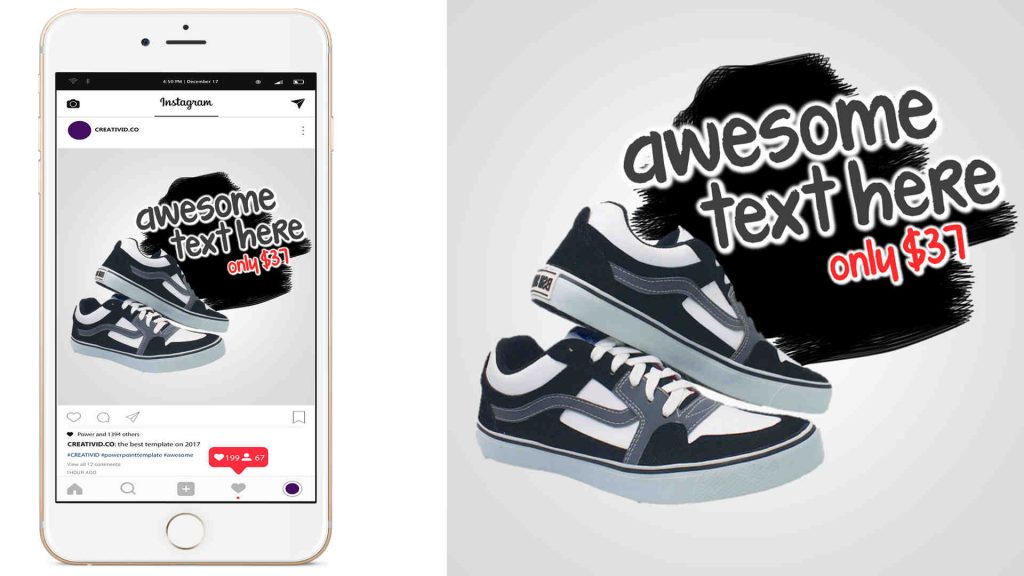 4:50 PM | December 17
Instagram
CREATIVID.CO
awesome
text here
only $37
Power and 1394 others
CREATIVID.CO: the best template on 2017
#CREATIVID #powerpointtemplate #awesome
View all 12 comments
1 HOUR AGO
199 67
awesome
text here
only $37